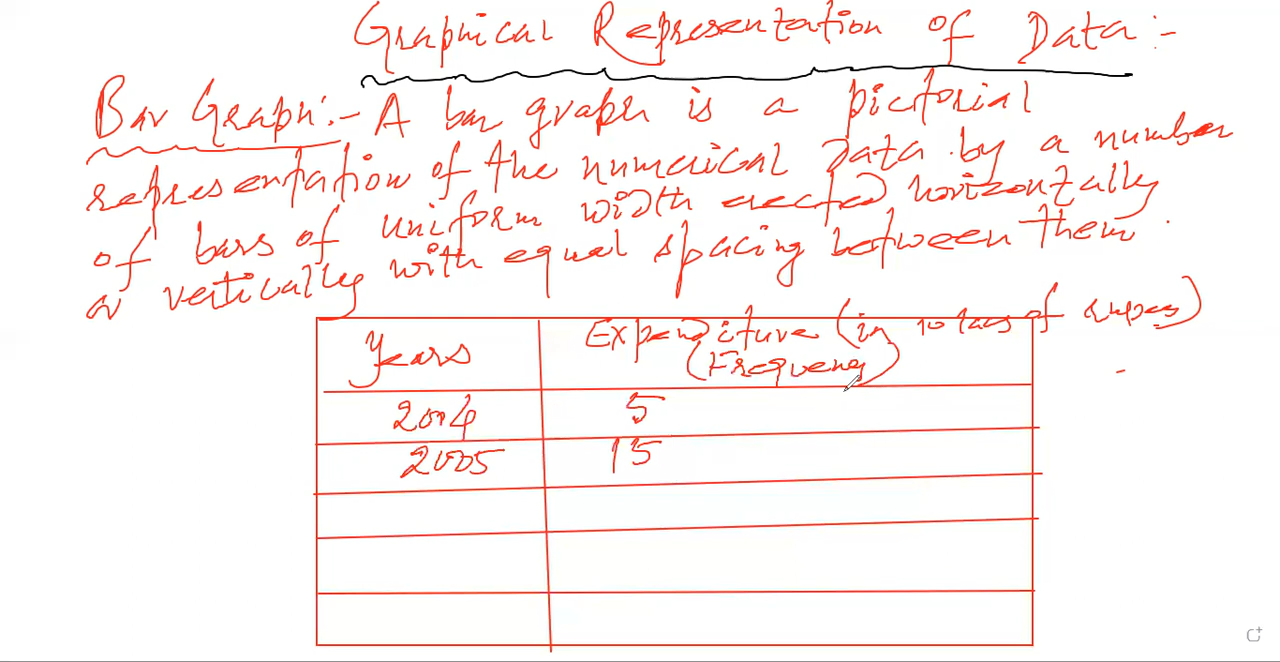 Graphical Representation of Data:-
Bar Graph:- A bar graph is a pictorial
representation of the numerical data by a number
of bars of uniform width erected horizontally
or vertically with equal spacing between them.
Years Expenditure (in 10 lacs of rupees)
(Frequency)
2004 5
2005 15